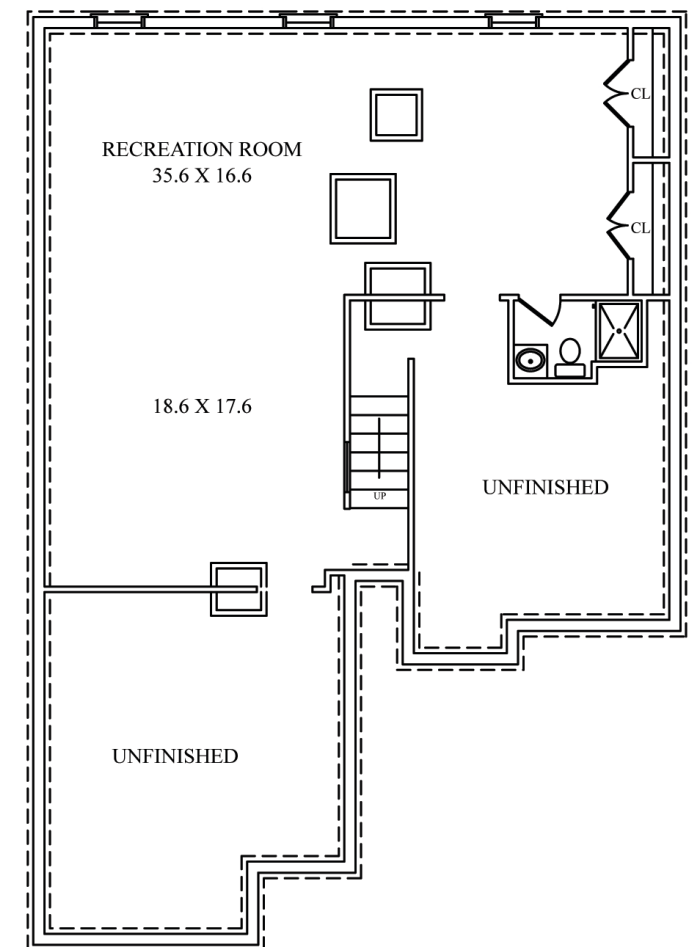 CL
RECREATION ROOM
35.6 X 16.6
CL
18.6 X 17.6
UNFINISHED
UP
UNFINISHED